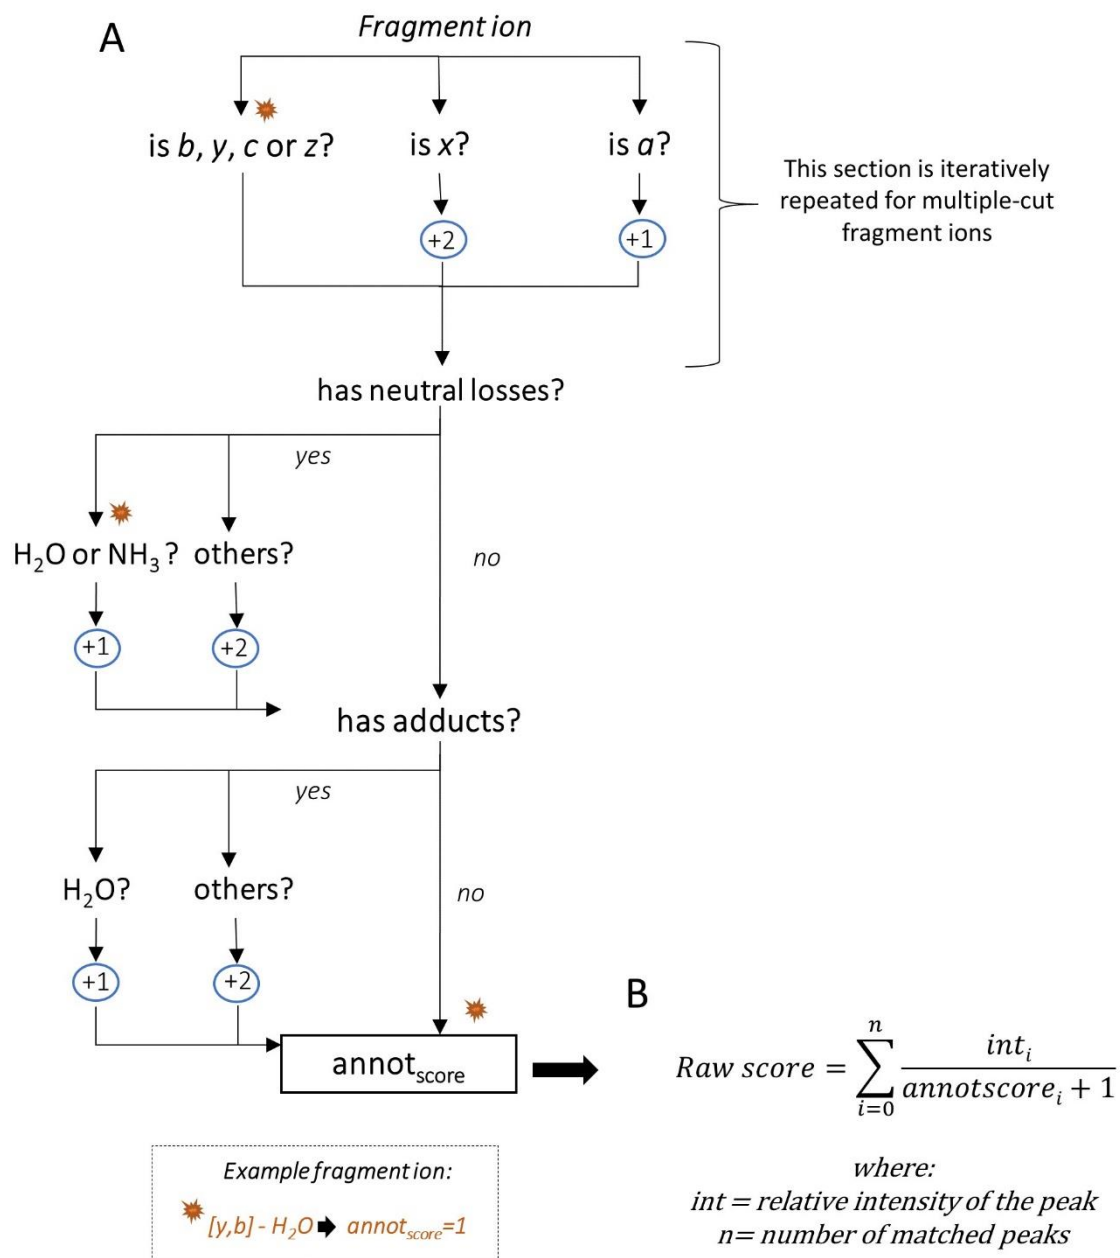 A
Fragment ion
is b, y, c or z?
is x?
is a?
+2
+1
This section is iteratively
repeated for multiple-cut
fragment ions
has neutral losses?
yes
no
H₂O or NH₃ ?
others?
+1
+2
has adducts?
yes
no
H₂O?
others?
+1
+2
annot_score
B
Raw score = ∑_{i=0}^{n} int_i / (annotscore_i + 1)
where:
int = relative intensity of the peak
n= number of matched peaks
Example fragment ion:
[y,b] - H₂O ➡ annot_score=1